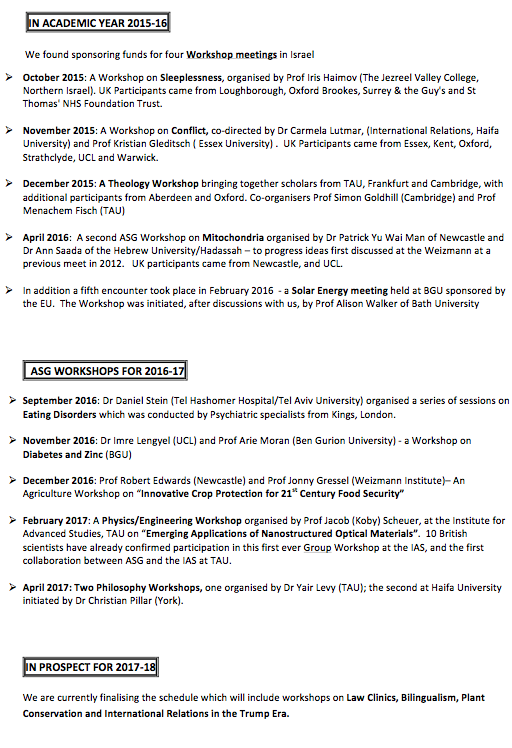 IN ACADEMIC YEAR 2015-16
We found sponsoring funds for four Workshop meetings in Israel
➢ October 2015: A Workshop on Sleeplessness, organised by Prof Iris Haimov (The Jezreel Valley College,
Northern Israel). UK Participants came from Loughborough, Oxford Brookes, Surrey & the Guy's and St
Thomas' NHS Foundation Trust.
➢ November 2015: A Workshop on Conflict, co-directed by Dr Carmela Lutmar, (International Relations, Haifa
University) and Prof Kristian Gleditsch ( Essex University) . UK Participants came from Essex, Kent, Oxford,
Strathclyde, UCL and Warwick.
➢ December 2015: A Theology Workshop bringing together scholars from TAU, Frankfurt and Cambridge, with
additional participants from Aberdeen and Oxford. Co-organisers Prof Simon Goldhill (Cambridge) and Prof
Menachem Fisch (TAU)
➢ April 2016: A second ASG Workshop on Mitochondria organised by Dr Patrick Yu Wai Man of Newcastle and
Dr Ann Saada of the Hebrew University/Hadassah – to progress ideas first discussed at the Weizmann at a
previous meet in 2012. UK participants came from Newcastle, and UCL.
➢ In addition a fifth encounter took place in February 2016 - a Solar Energy meeting held at BGU sponsored by
the EU. The Workshop was initiated, after discussions with us, by Prof Alison Walker of Bath University
ASG WORKSHOPS FOR 2016-17
➢ September 2016: Dr Daniel Stein (Tel Hashomer Hospital/Tel Aviv University) organised a series of sessions on
Eating Disorders which was conducted by Psychiatric specialists from Kings, London.
➢ November 2016: Dr Imre Lengyel (UCL) and Prof Arie Moran (Ben Gurion University) - a Workshop on
Diabetes and Zinc (BGU)
➢ December 2016: Prof Robert Edwards (Newcastle) and Prof Jonny Gressel (Weizmann Institute)– An
Agriculture Workshop on “Innovative Crop Protection for 21st Century Food Security”
➢ February 2017: A Physics/Engineering Workshop organised by Prof Jacob (Koby) Scheuer, at the Institute for
Advanced Studies, TAU on “Emerging Applications of Nanostructured Optical Materials”. 10 British
scientists have already confirmed participation in this first ever Group Workshop at the IAS, and the first
collaboration between ASG and the IAS at TAU.
➢ April 2017: Two Philosophy Workshops, one organised by Dr Yair Levy (TAU); the second at Haifa University
initiated by Dr Christian Pillar (York).
IN PROSPECT FOR 2017-18
We are currently finalising the schedule which will include workshops on Law Clinics, Bilingualism, Plant
Conservation and International Relations in the Trump Era.